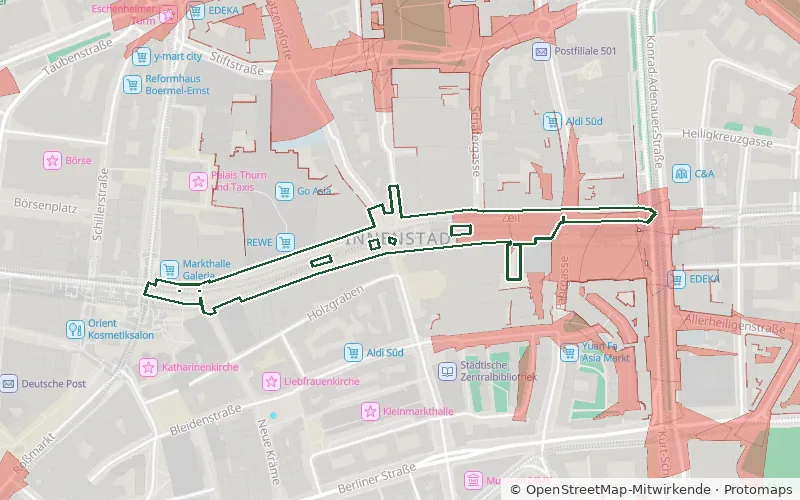 Eschenheimer
Turm
EDEKA
Taubenstraße
y-mart city
Stiftstraße
Reformhaus
Boermel-Ernst
Postfiliale 501
Konrad-Adenauer-Straße
Aldi Süd
Schäfergasse
Heiligkreuzgasse
Börse
Palais Thurn
und Taxis
Go Asia
C&A
Börsenplatz
Schillerstraße
Zeil
REWE
INNENSTADT
Markthalle
Galeria
Fahrgasse
EDEKA
Holzgraben
Orient
Kosmetiksalon
Allerheiligenstraße
Katharinenkirche
Aldi Süd
Yuan Fa
Asia Markt
Deutsche Post
Liebfrauenkirche
Städtische
Zentralbibliothek
Bleidenstraße
Kleinmarkthalle
Neue Kräme
Roßmarkt
Berliner Straße
© OpenStreetMap-Mitwirkende · Protomaps